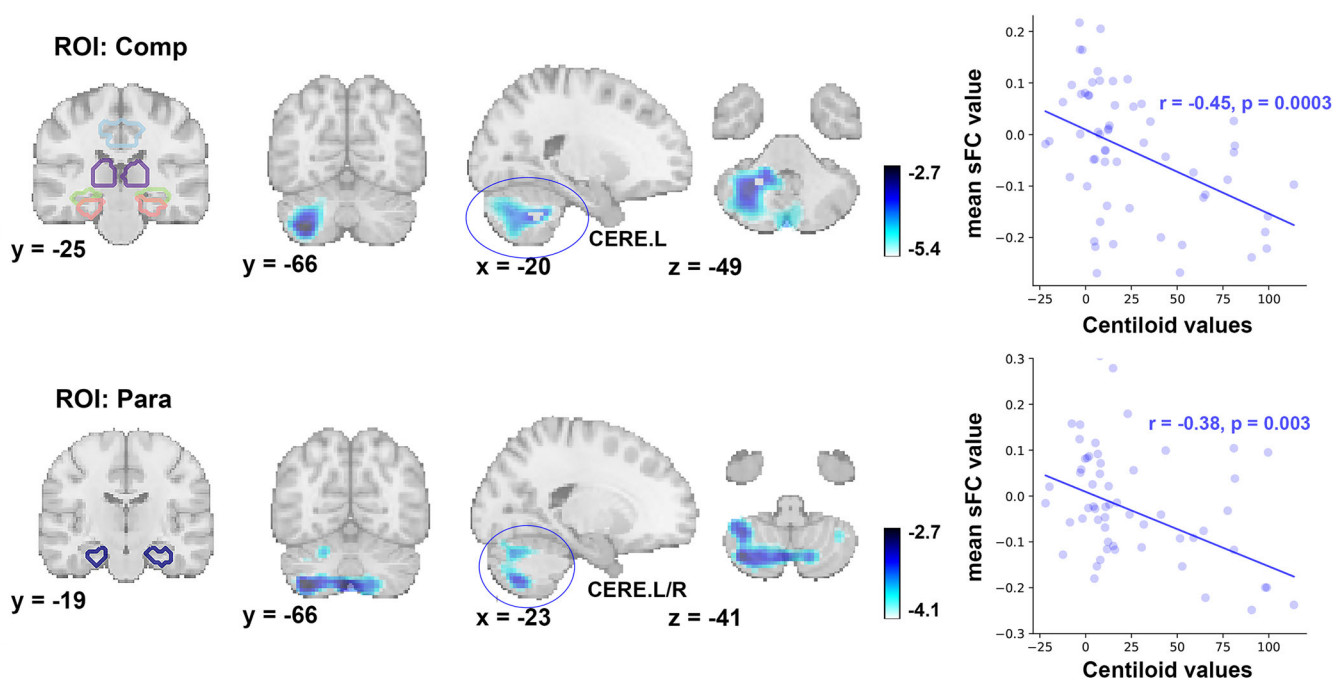 ROI: Comp
y = -25
y = -66
x = -20
CERE.L
z = -49
-2.7
-5.4
mean sFC value
0.2
0.1
0.0
−0.1
−0.2
r = -0.45, p = 0.0003
−25 0 25 50 75 100
Centiloid values
ROI: Para
y = -19
y = -66
x = -23
CERE.L/R
z = -41
-2.7
-4.1
mean sFC value
0.3
0.2
0.1
0.0
−0.1
−0.2
−0.3
r = -0.38, p = 0.003
−25 0 25 50 75 100
Centiloid values